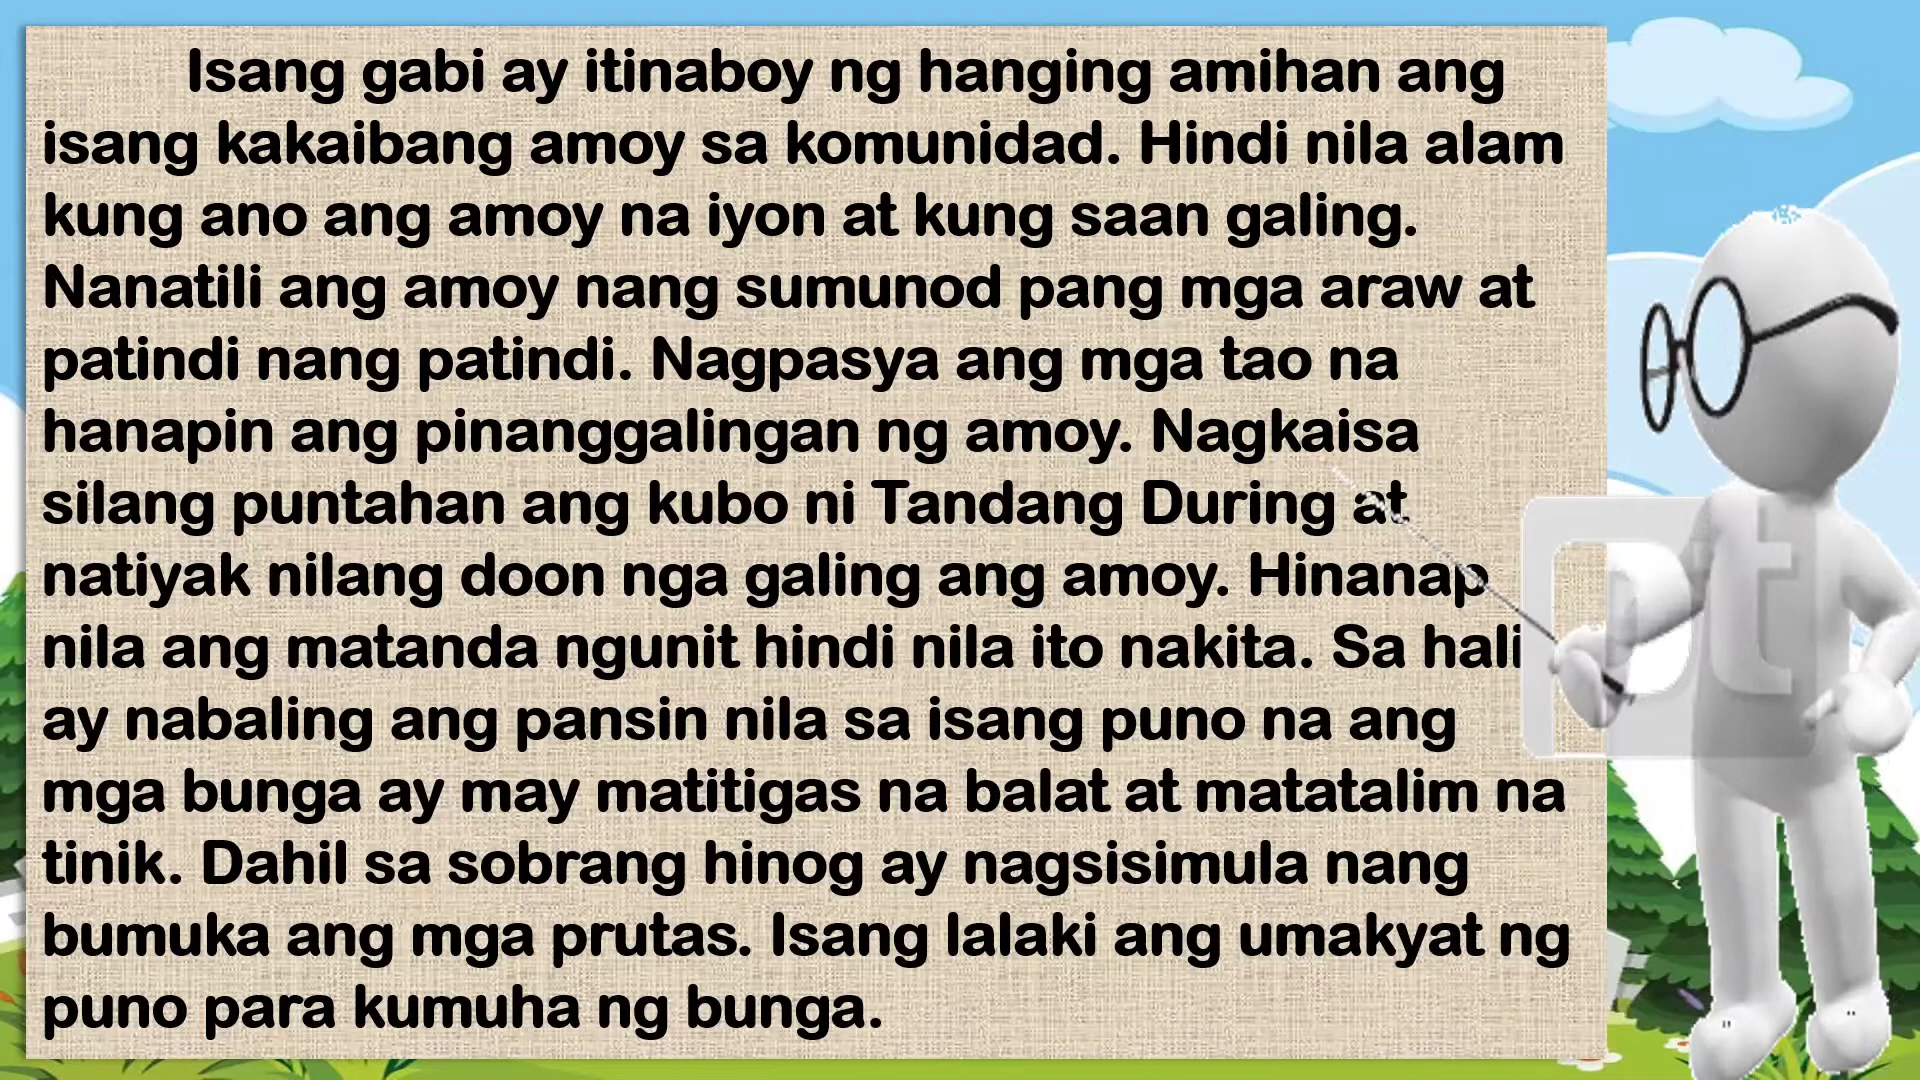 Isang gabi ay itinaboy ng hanging amihan ang
isang kakaibang amoy sa komunidad. Hindi nila alam
kung ano ang amoy na iyon at kung saan galing.
Nanatili ang amoy nang sumunod pang mga araw at
patindi nang patindi. Nagpasya ang mga tao na
hanapin ang pinanggalingan ng amoy. Nagkaisa
silang puntahan ang kubo ni Tandang During at
natiyak nilang doon nga galing ang amoy. Hinanap
nila ang matanda ngunit hindi nila ito nakita. Sa
ay nabaling ang pansin nila sa isang puno na ang
mga bunga ay may matitigas na balat at matatalim na
tinik. Dahil sa sobrang hinog ay nagsisimula nang
bumuka ang mga prutas. Isang lalaki ang umakyat ng
puno para kumuha ng bunga.